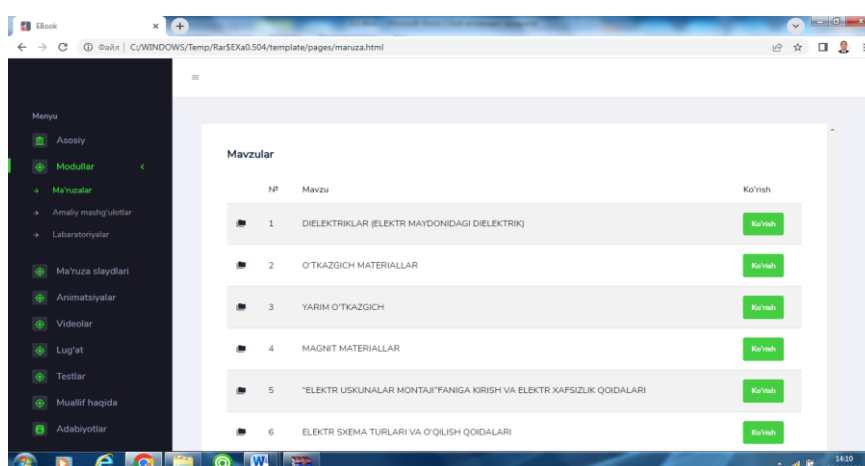 EBook
Файл | C:/WINDOWS/Temp/Rar$EXa0.504/template/pages/maruza.html
Menyu
Asosiy
Modullar
Ma'ruzalar
Amaliy mashg'ulotlar
Labaratoriyalar
Ma'ruza slaydlari
Animatsiyalar
Videolar
Lug'at
Testlar
Muallif haqida
Adabiyotlar
Mavzular
№ Mavzu Ko'rish
1 DIELEKTRIKLAR (ELEKTR MAYDONIDAGI DIELEKTRIK) Ko'rish
2 O'TKAZGICH MATERIALLAR Ko'rish
3 YARIM O'TKAZGICH Ko'rish
4 MAGNIT MATERIALLAR Ko'rish
5 "ELEKTR USKUNALAR MONTAJI"FANIGA KIRISH VA ELEKTR XAFSIZLIK QOIDALARI Ko'rish
6 ELEKTR SXEMA TURLARI VA O'QILISH QOIDALARI Ko'rish
14:10